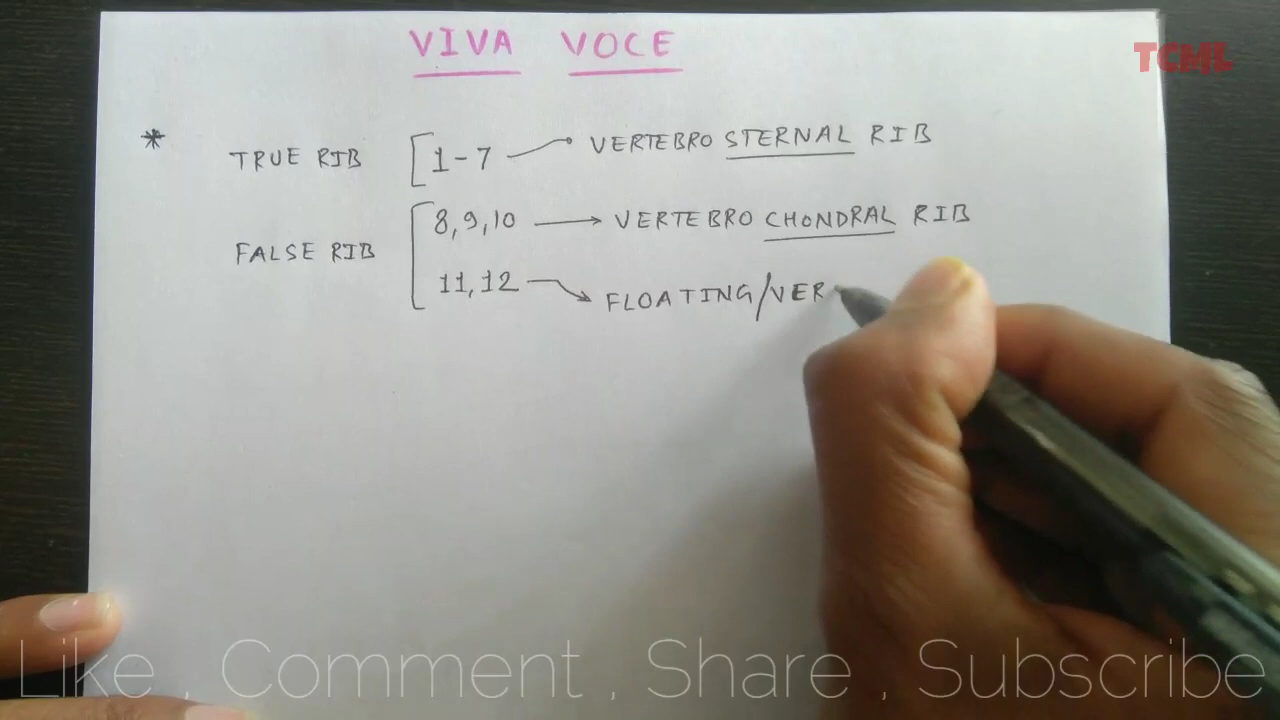 VIVA VOCE
TCML
* TRUE RIB [1-7 → VERTEBRO STERNAL RIB
FALSE RIB [8,9,10 → VERTEBRO CHONDRAL RIB
11,12 → FLOATING/VER
Like , Comment , Share , Subscribe